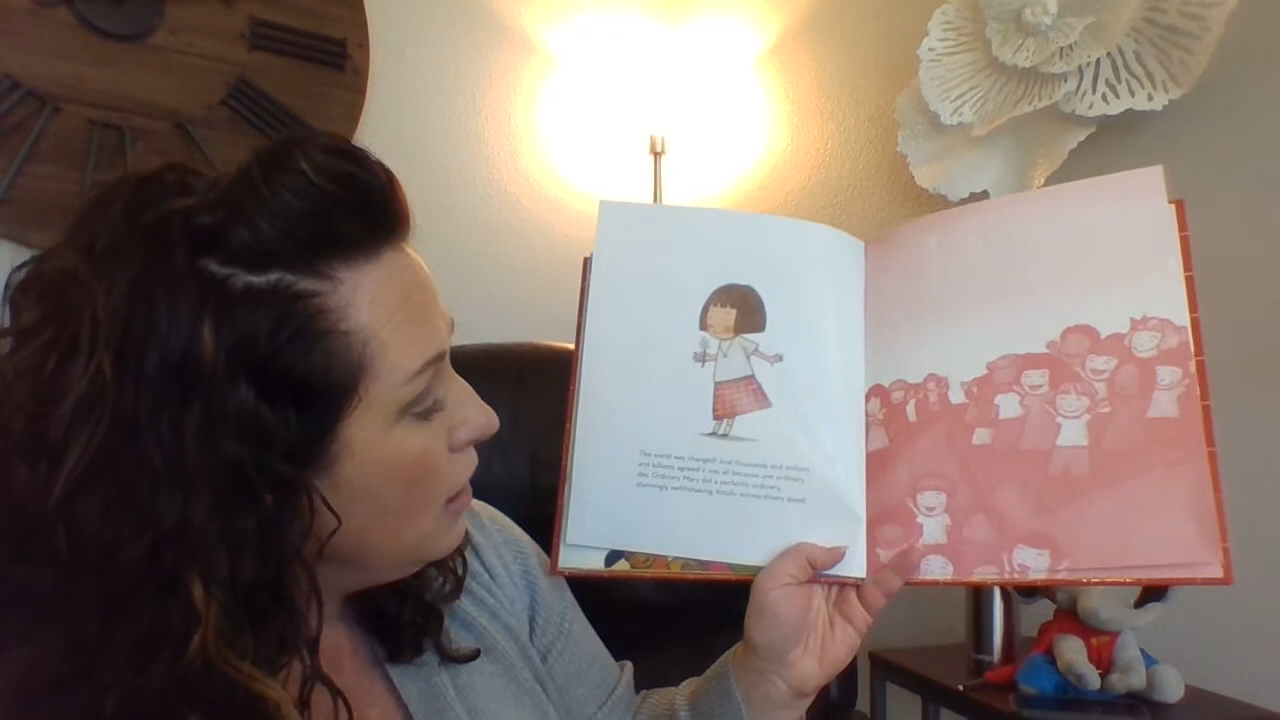 The world was changed! And thousands and millions
and billions agreed it was all because one ordinary
day, Ordinary Mary did a perfectly ordinary,
stunningly earthshaking, totally extraordinary deed!